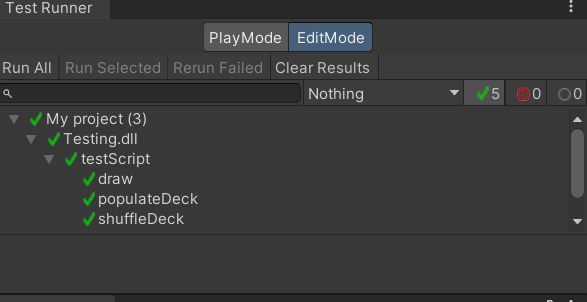 Test Runner
PlayMode EditMode
Run All Run Selected Rerun Failed Clear Results
Nothing 5 0 0
My project (3)
Testing.dll
testScript
draw
populateDeck
shuffleDeck